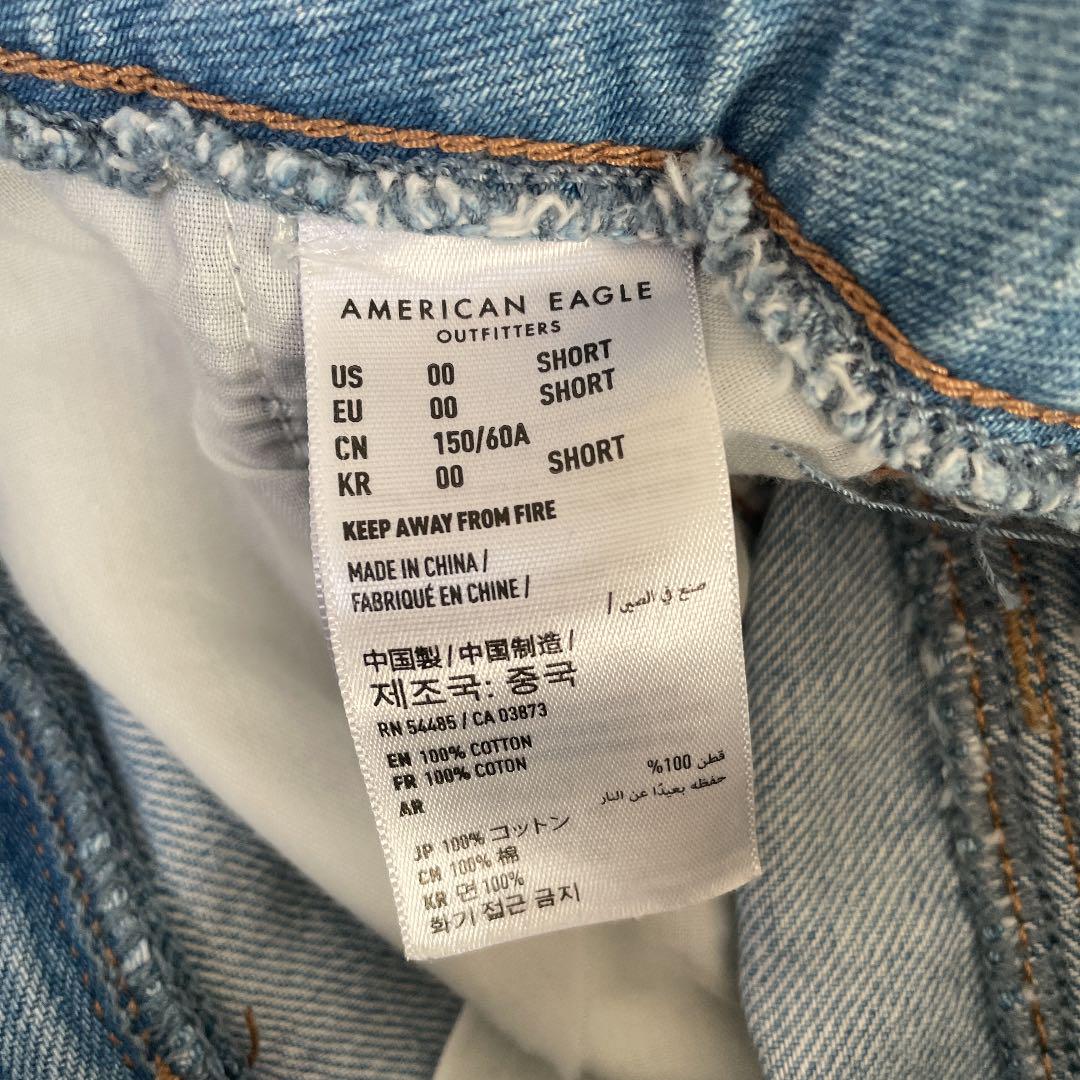 AMERICAN EAGLE
OUTFITTERS
US 00 SHORT
EU 00 SHORT
CN 150/60A
KR 00 SHORT
KEEP AWAY FROM FIRE
MADE IN CHINA /
FABRIQUÉ EN CHINE /
صنع في الصين /
中国製 / 中国制造 /
제조국: 중국
RN 54485 / CA 03873
EN 100% COTTON
FR 100% COTON
AR قطن 100%
حفظه بعيدًا عن النار
JP 100% コットン
CN 100% 棉
KR 면 100%
화기 접근 금지